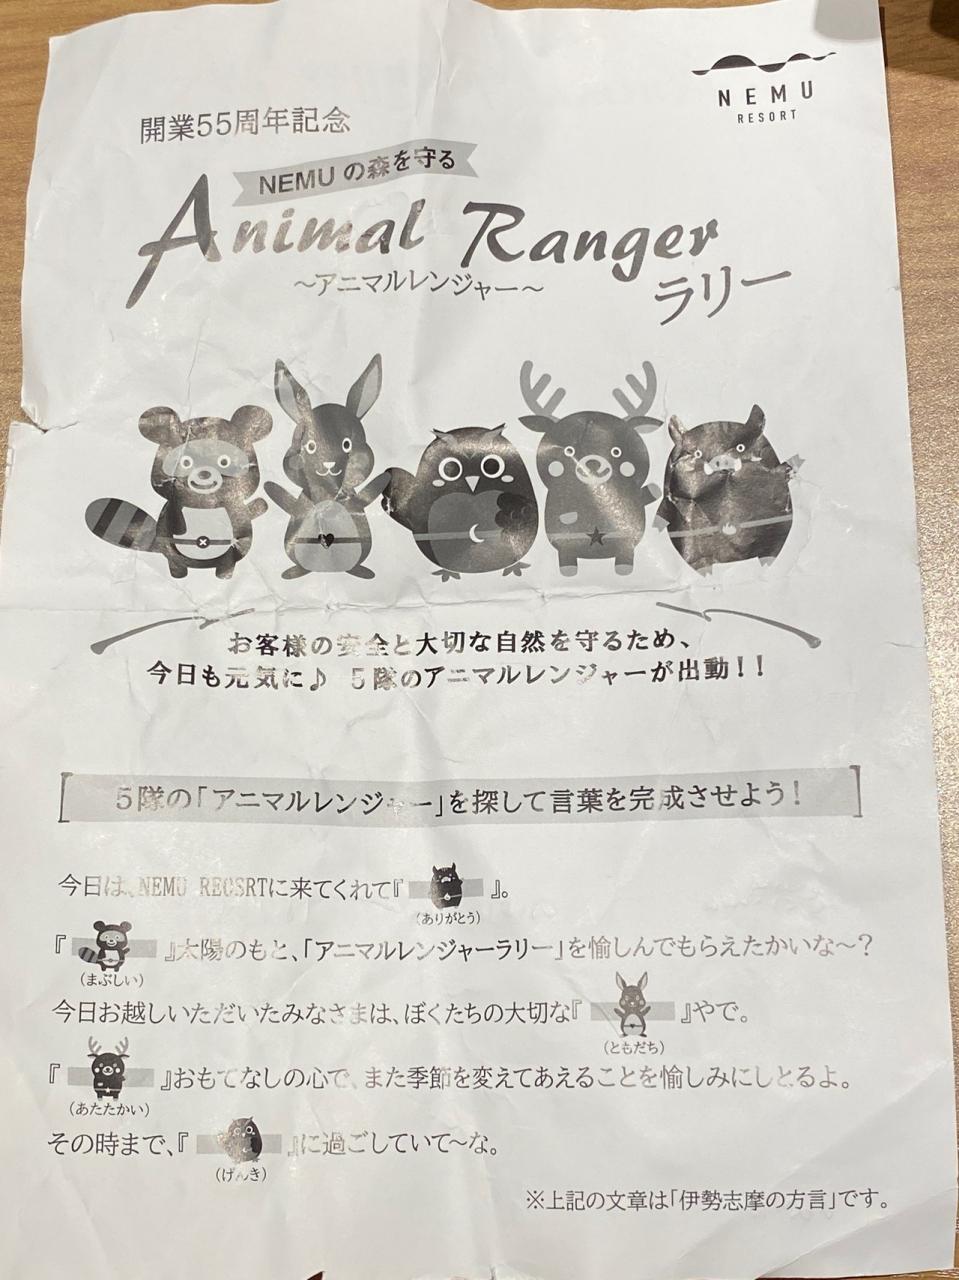 NEMU
RESORT
開業55周年記念
NEMUの森を守る
Animal Ranger
～アニマルレンジャー～
ラリー
お客様の安全と大切な自然を守るため、
今日も元気に♪ 5隊のアニマルレンジャーが出動！！
5隊の「アニマルレンジャー」を探して言葉を完成させよう！
今日は、NEMU RECSRTに来てくれて『 』。
（ありがとう）
『 』太陽のもと、「アニマルレンジャーラリー」を愉しんでもらえたかいな～？
（まぶしい）
今日お越しいただいたみなさまは、ぼくたちの大切な『 』やで。
（ともだち）
『 』おもてなしの心で、また季節を変えてあえることを愉しみにしとるよ。
（あたたかい）
その時まで、『 』に過ごしていて～な。
（げんき）
※上記の文章は「伊勢志摩の方言」です。